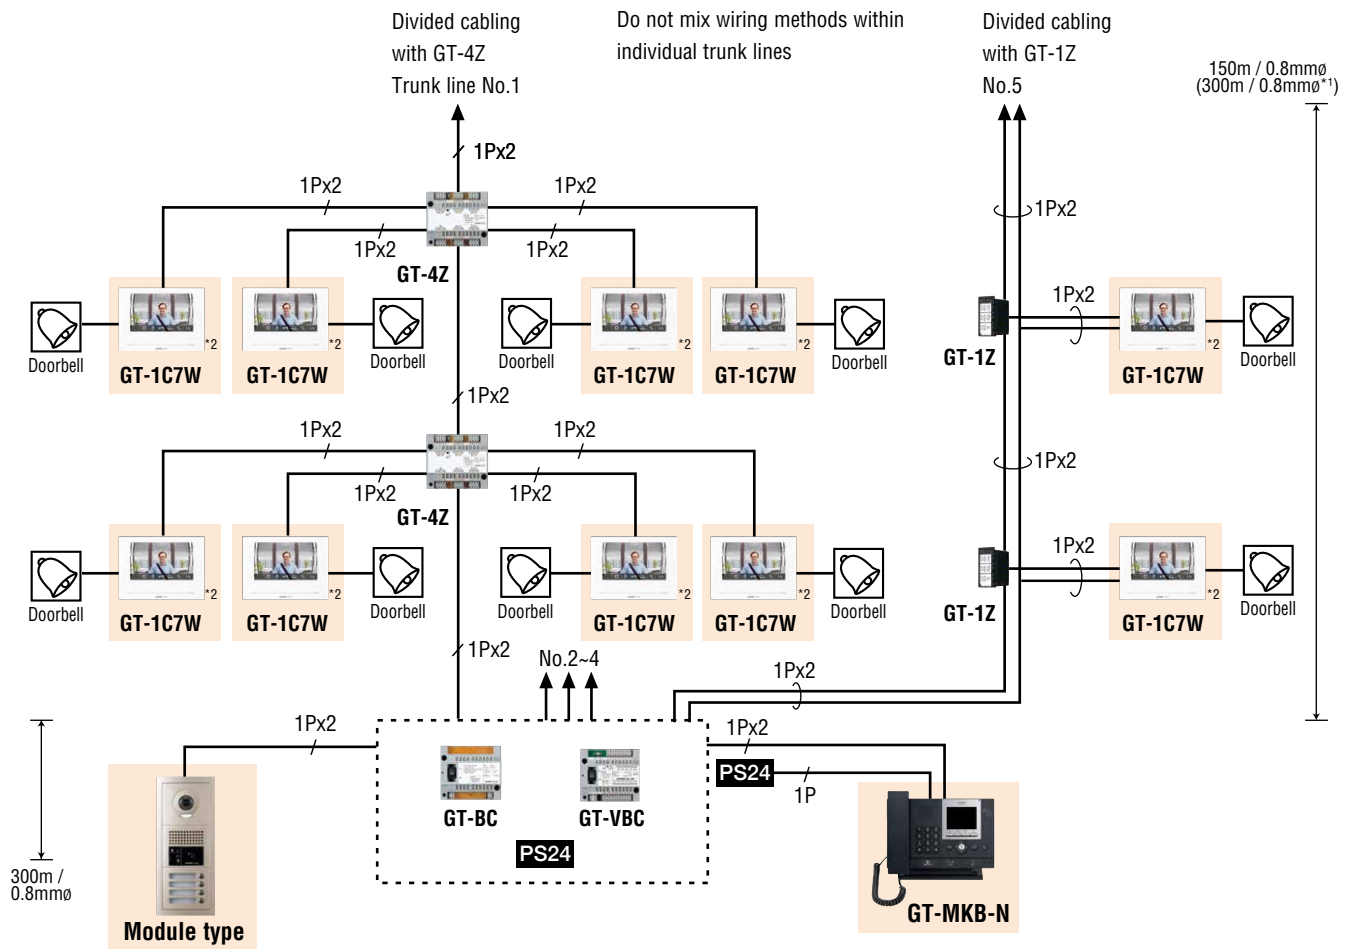 Divided cabling
with GT-4Z
Trunk line No.1
Do not mix wiring methods within
individual trunk lines
Divided cabling
with GT-1Z
No.5
150m / 0.8mmø
(300m / 0.8mmø*1)
1Px2
1Px2
1Px2
1Px2
1Px2
1Px2
GT-4Z
1Px2
GT-1Z
*2
*2
*2
*2
*2
Doorbell
GT-1C7W
GT-1C7W
Doorbell
Doorbell
GT-1C7W
GT-1C7W
Doorbell
GT-1C7W
Doorbell
1Px2
1Px2
1Px2
1Px2
1Px2
1Px2
GT-4Z
1Px2
GT-1Z
*2
*2
*2
*2
*2
Doorbell
GT-1C7W
GT-1C7W
Doorbell
Doorbell
GT-1C7W
GT-1C7W
Doorbell
GT-1C7W
Doorbell
1Px2
No.2~4
1Px2
1Px2
1Px2
PS24
1P
GT-BC
GT-VBC
PS24
300m /
0.8mmø
Module type
GT-MKB-N